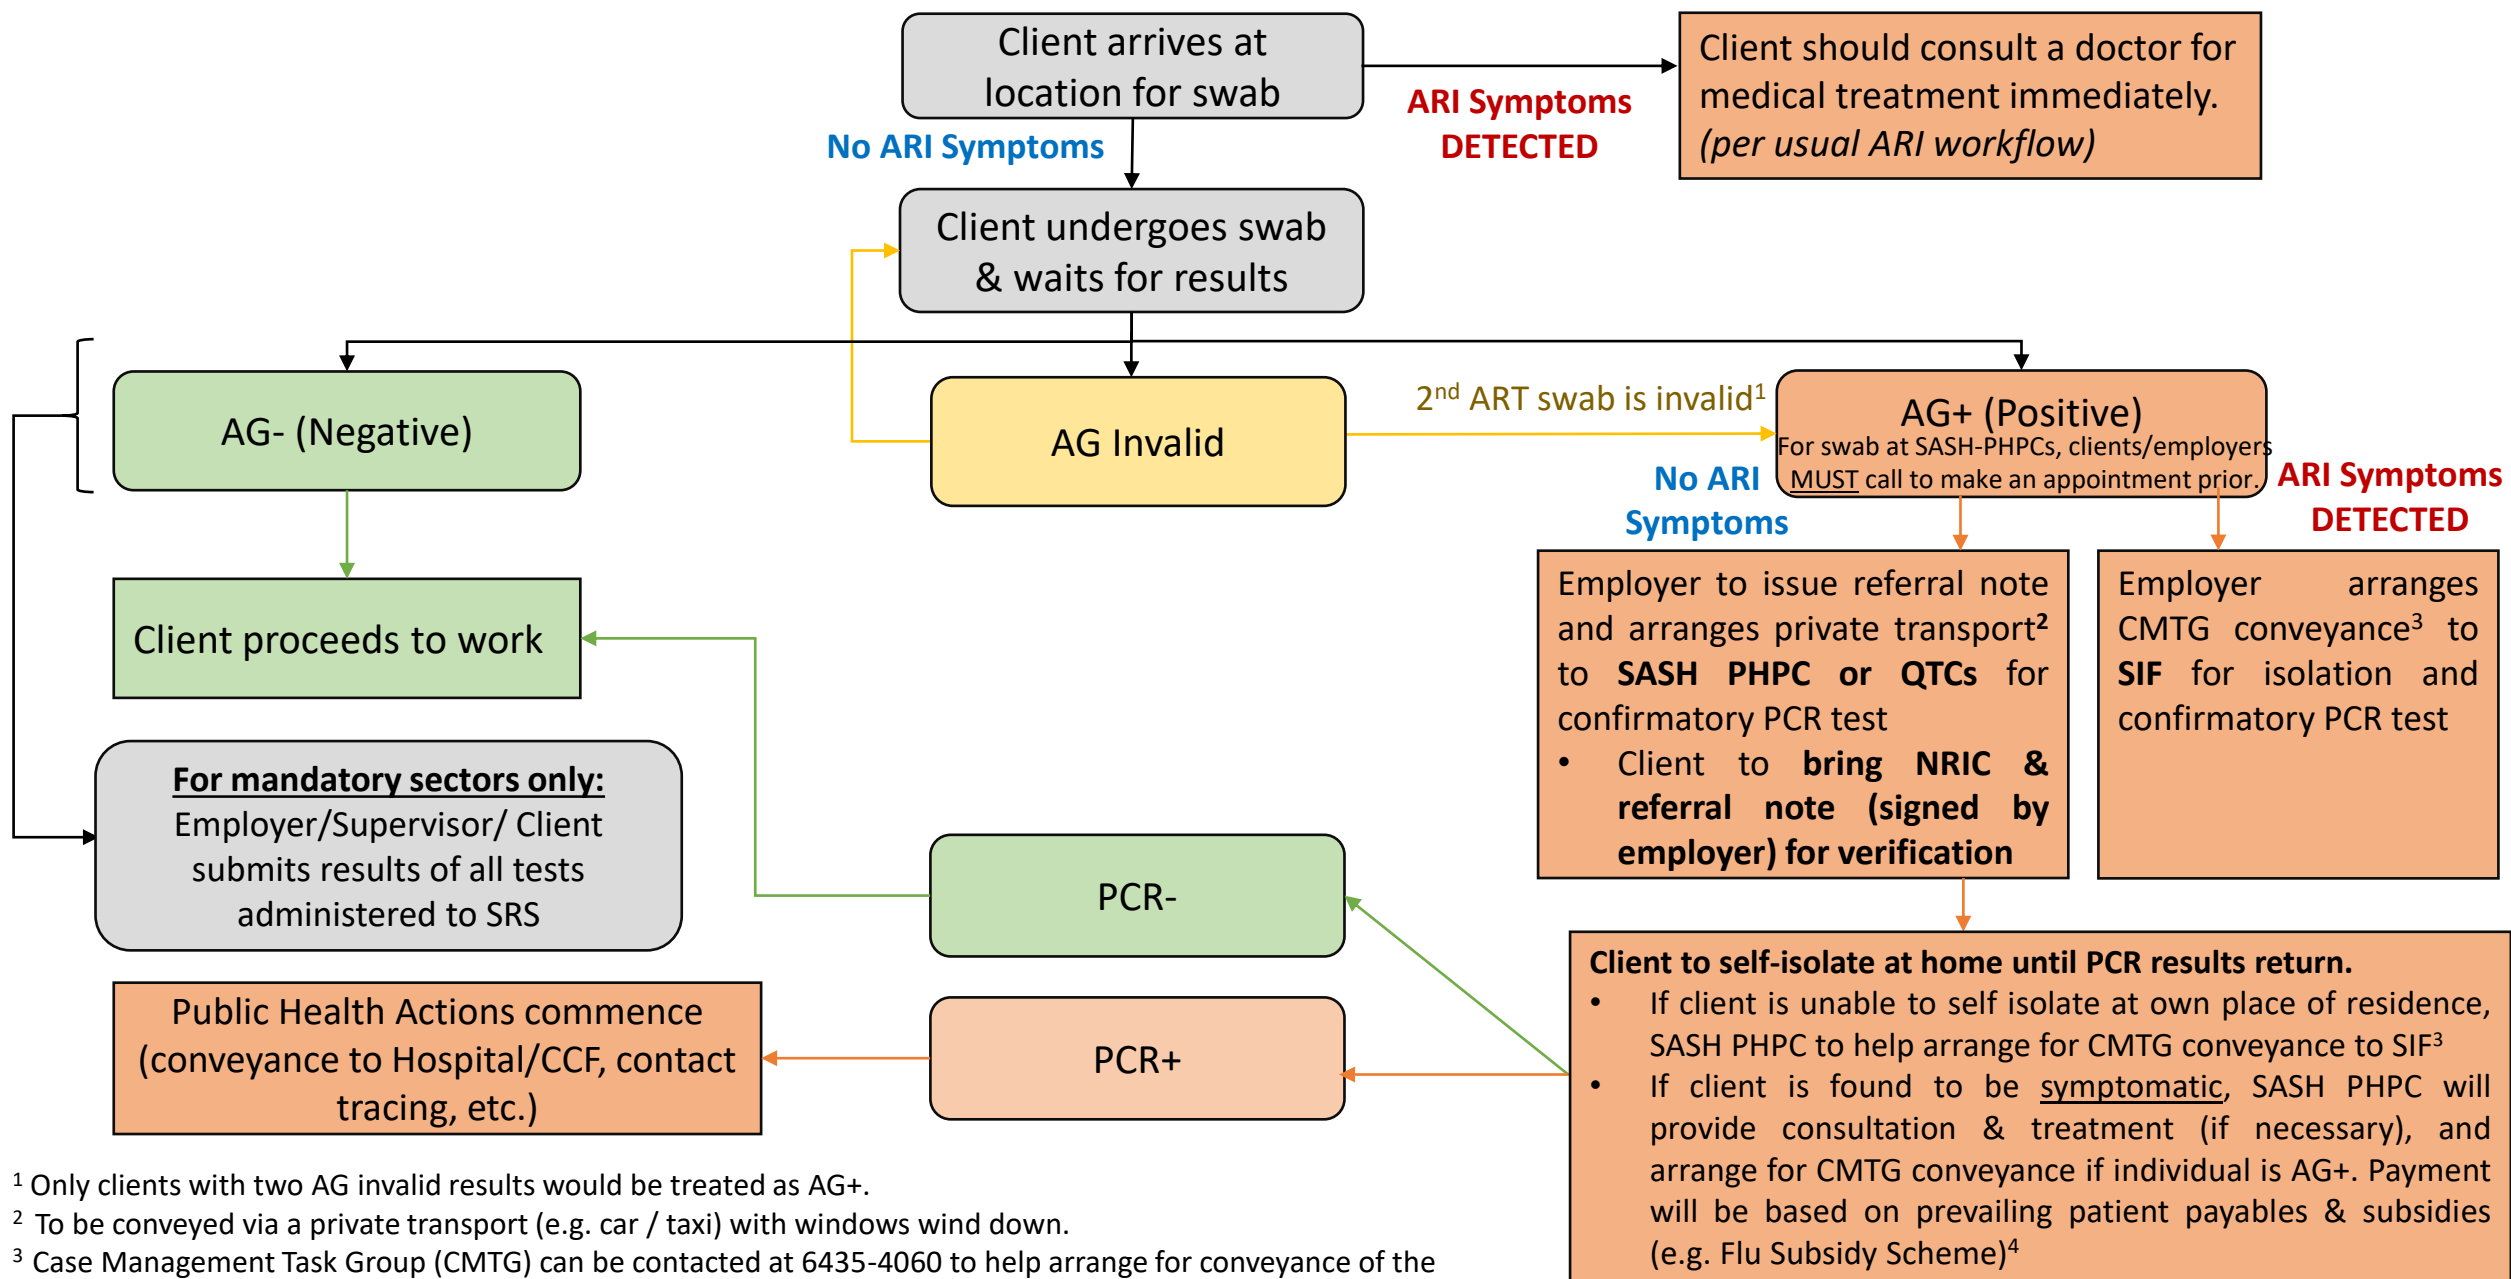 Client arrives at
location for swab
Client should consult a doctor for
medical treatment immediately.
(per usual ARI workflow)
ARI Symptoms
DETECTED
No ARI Symptoms
Client undergoes swab
& waits for results
AG- (Negative)
AG Invalid
2nd ART swab is invalid1
AG+ (Positive)
For swab at SASH-PHPCs, clients/employers
MUST call to make an appointment prior.
No ARI
Symptoms
ARI Symptoms
DETECTED
Client proceeds to work
Employer to issue referral note
and arranges private transport2
to SASH PHPC or QTCs for
confirmatory PCR test
• Client to bring NRIC &
referral note (signed by
employer) for verification
Employer arranges
CMTG conveyance3 to
SIF for isolation and
confirmatory PCR test
For mandatory sectors only:
Employer/Supervisor/ Client
submits results of all tests
administered to SRS
PCR-
PCR+
Public Health Actions commence
(conveyance to Hospital/CCF, contact
tracing, etc.)
Client to self-isolate at home until PCR results return.
• If client is unable to self isolate at own place of residence,
SASH PHPC to help arrange for CMTG conveyance to SIF3
• If client is found to be symptomatic, SASH PHPC will
provide consultation & treatment (if necessary), and
arrange for CMTG conveyance if individual is AG+. Payment
will be based on prevailing patient payables & subsidies
(e.g. Flu Subsidy Scheme)4
1 Only clients with two AG invalid results would be treated as AG+.
2 To be conveyed via a private transport (e.g. car / taxi) with windows wind down.
3 Case Management Task Group (CMTG) can be contacted at 6435-4060 to help arrange for conveyance of the